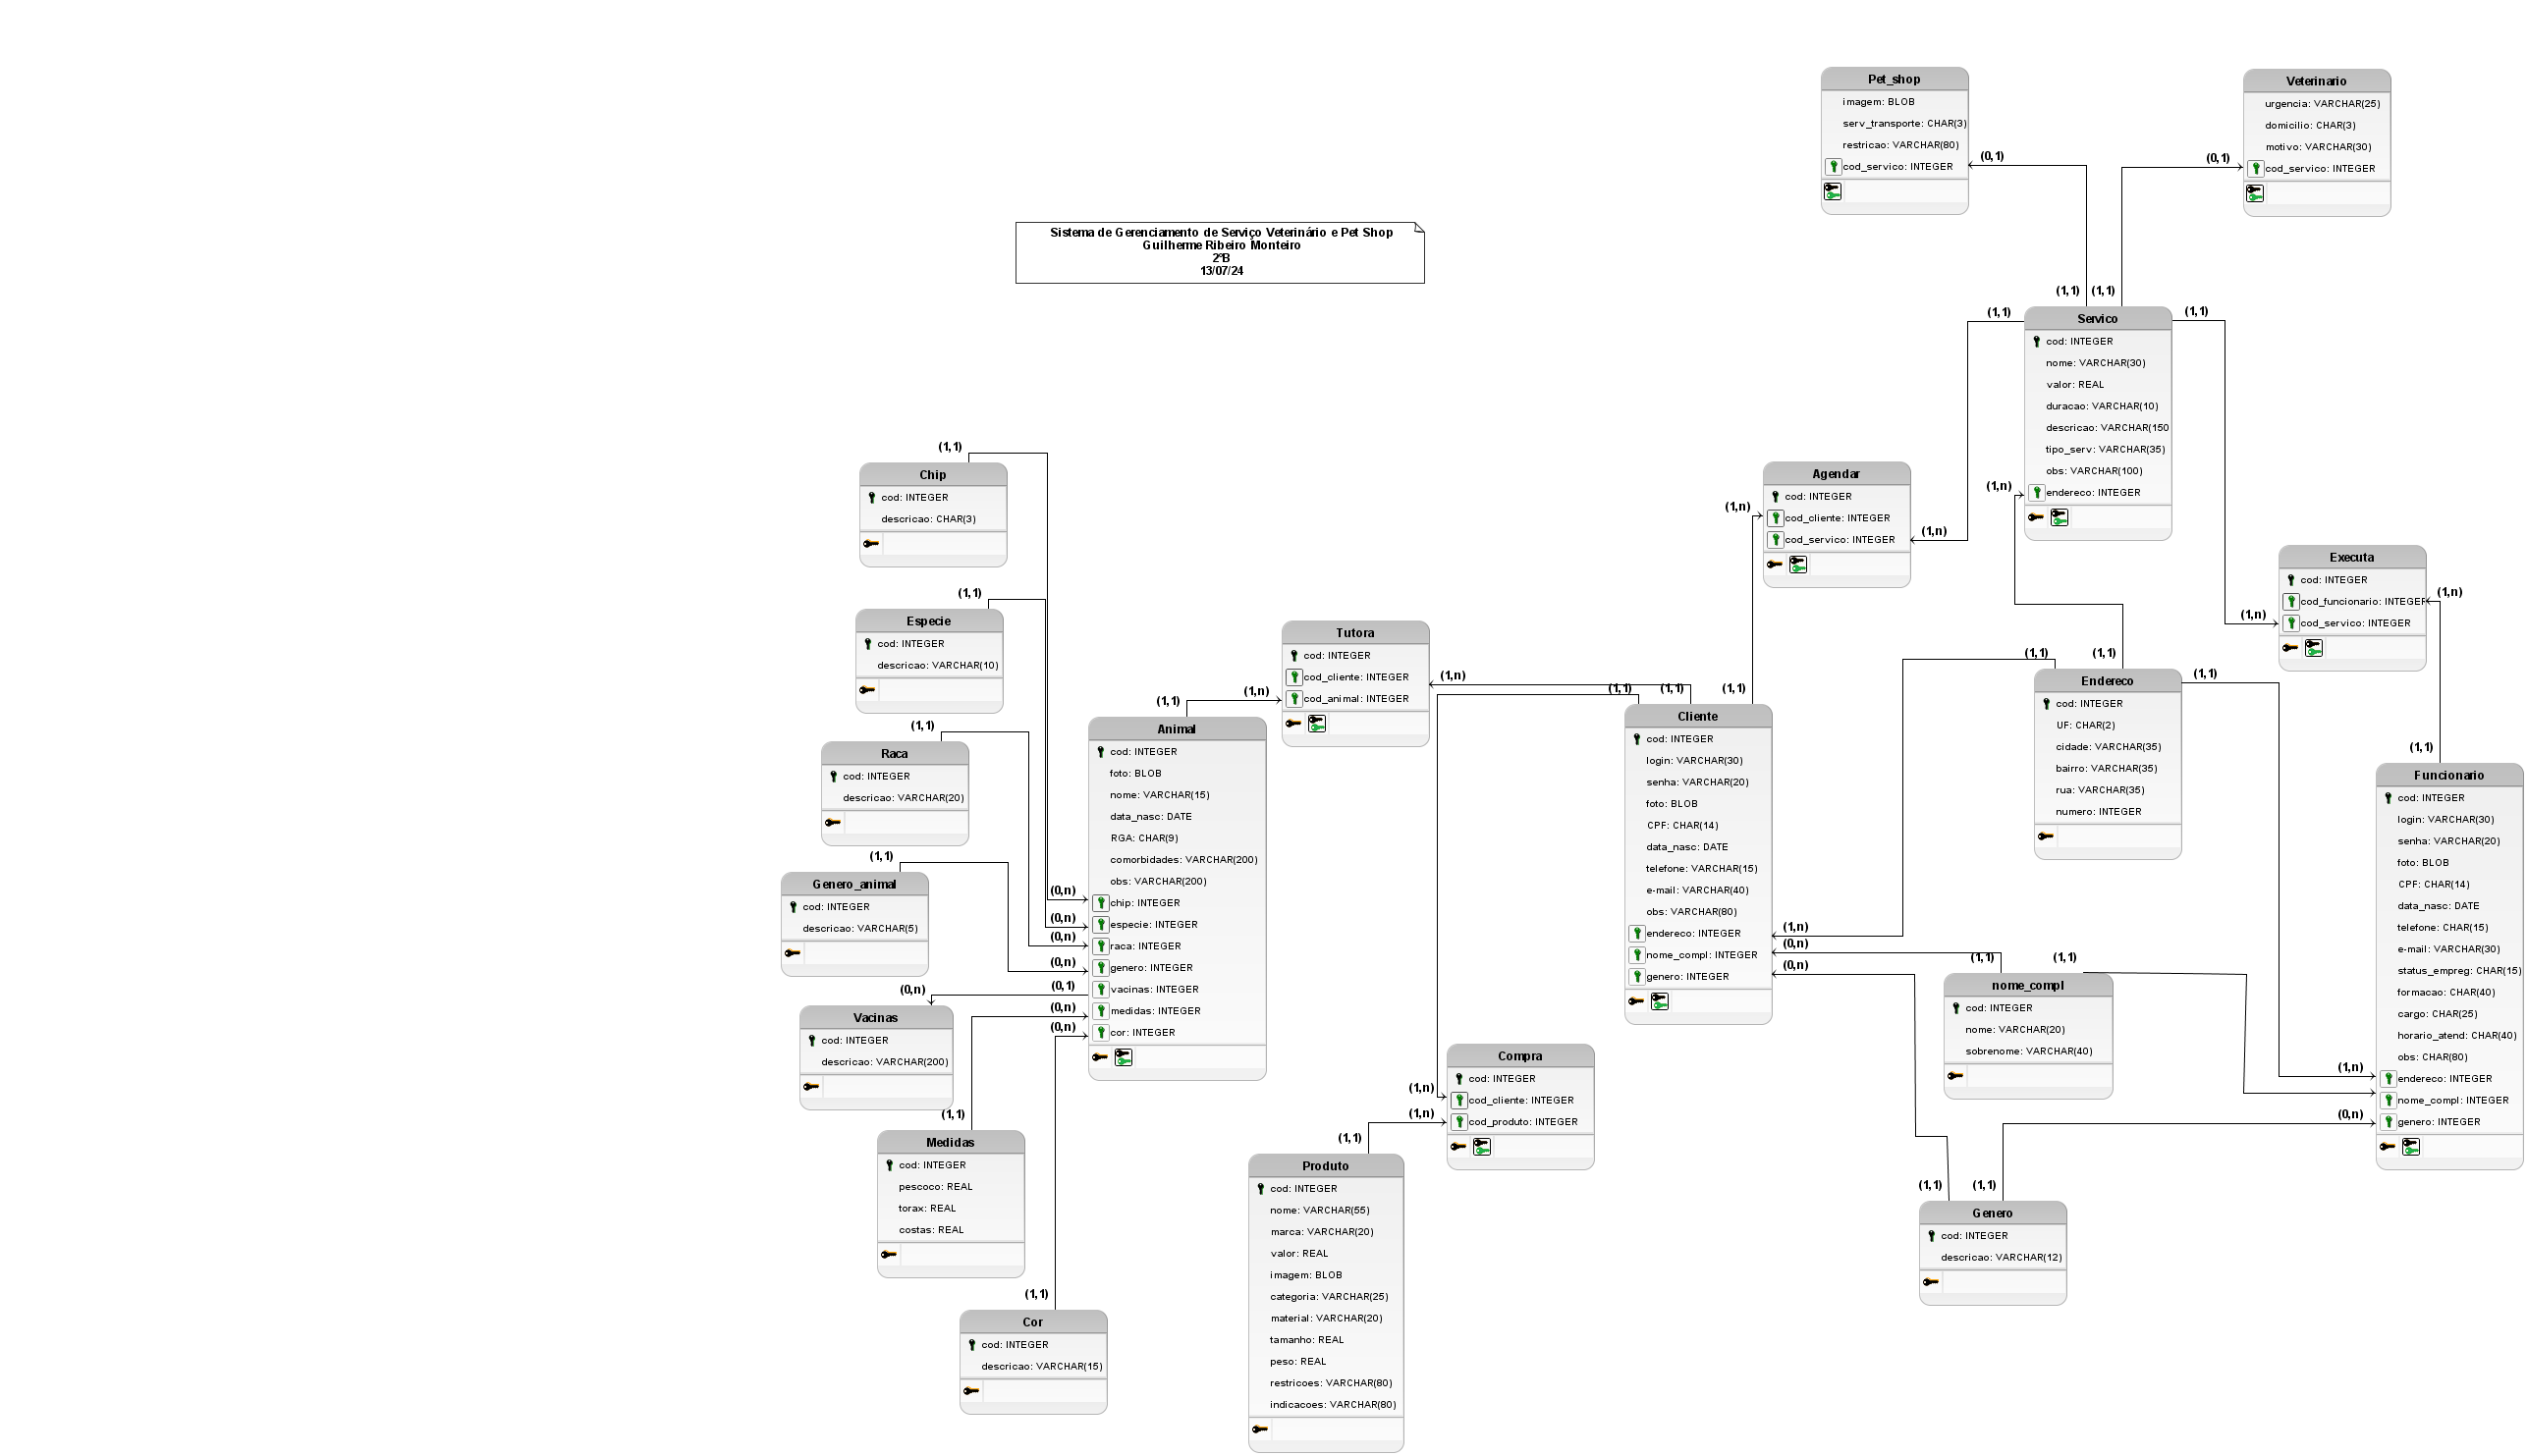 Pet_shop
imagem: BLOB
serv_transporte: CHAR(3)
restricao: VARCHAR(80)
cod_servico: INTEGER
(0,1)
(1,1)
Veterinario
urgencia: VARCHAR(25)
domicilio: CHAR(3)
motivo: VARCHAR(30)
cod_servico: INTEGER
(0,1)
(1,1)
Sistema de Gerenciamento de Serviço Veterinário e Pet Shop
Guilherme Ribeiro Monteiro
2°B
13/07/24
(1,1)
Servico
(1,1)
cod: INTEGER
nome: VARCHAR(30)
valor: REAL
duracao: VARCHAR(10)
descricao: VARCHAR(150
tipo_serv: VARCHAR(35)
obs: VARCHAR(100)
(1,n)
endereco: INTEGER
(1,1)
Chip
cod: INTEGER
descricao: CHAR(3)
Agendar
cod: INTEGER
(1,n)
cod_cliente: INTEGER
cod_servico: INTEGER
(1,n)
Executa
cod: INTEGER
cod_funcionario: INTEGER
(1,n)
(1,n)
cod_servico: INTEGER
(1,1)
Especie
cod: INTEGER
descricao: VARCHAR(10)
Tutora
cod: INTEGER
cod_cliente: INTEGER
(1,n)
(1,n)
cod_animal: INTEGER
(1,1)
(1,1)
(1,1)
(1,1)
(1,1)
(1,1)
(1,1)
Endereco
cod: INTEGER
UF: CHAR(2)
cidade: VARCHAR(35)
bairro: VARCHAR(35)
rua: VARCHAR(35)
numero: INTEGER
(1,1)
Raca
cod: INTEGER
descricao: VARCHAR(20)
(1,1)
Genero_animal
cod: INTEGER
descricao: VARCHAR(5)
Animal
cod: INTEGER
foto: BLOB
nome: VARCHAR(15)
data_nasc: DATE
RGA: CHAR(9)
comorbidades: VARCHAR(200)
obs: VARCHAR(200)
(0,n)
chip: INTEGER
(0,n)
especie: INTEGER
(0,n)
raca: INTEGER
(0,n)
genero: INTEGER
(0,1)
vacinas: INTEGER
(0,n)
medidas: INTEGER
(0,n)
cor: INTEGER
Cliente
cod: INTEGER
login: VARCHAR(30)
senha: VARCHAR(20)
foto: BLOB
CPF: CHAR(14)
data_nasc: DATE
telefone: VARCHAR(15)
e-mail: VARCHAR(40)
obs: VARCHAR(80)
endereco: INTEGER
(1,n)
nome_compl: INTEGER
(0,n)
genero: INTEGER
(0,n)
(1,1)
Funcionario
cod: INTEGER
login: VARCHAR(30)
senha: VARCHAR(20)
foto: BLOB
CPF: CHAR(14)
data_nasc: DATE
telefone: CHAR(15)
e-mail: VARCHAR(30)
status_empreg: CHAR(15)
formacao: CHAR(40)
cargo: CHAR(25)
horario_atend: CHAR(40)
obs: CHAR(80)
(1,n)
endereco: INTEGER
nome_compl: INTEGER
(0,n)
genero: INTEGER
(1,1)
(1,1)
nome_compl
cod: INTEGER
nome: VARCHAR(20)
sobrenome: VARCHAR(40)
(0,n)
Vacinas
cod: INTEGER
descricao: VARCHAR(200)
(1,1)
Medidas
cod: INTEGER
pescoco: REAL
torax: REAL
costas: REAL
Compra
cod: INTEGER
(1,n)
cod_cliente: INTEGER
(1,n)
cod_produto: INTEGER
(1,1)
Produto
cod: INTEGER
nome: VARCHAR(55)
marca: VARCHAR(20)
valor: REAL
imagem: BLOB
categoria: VARCHAR(25)
material: VARCHAR(20)
tamanho: REAL
peso: REAL
restricoes: VARCHAR(80)
indicacoes: VARCHAR(80)
(1,1)
(1,1)
Genero
cod: INTEGER
descricao: VARCHAR(12)
(1,1)
Cor
cod: INTEGER
descricao: VARCHAR(15)